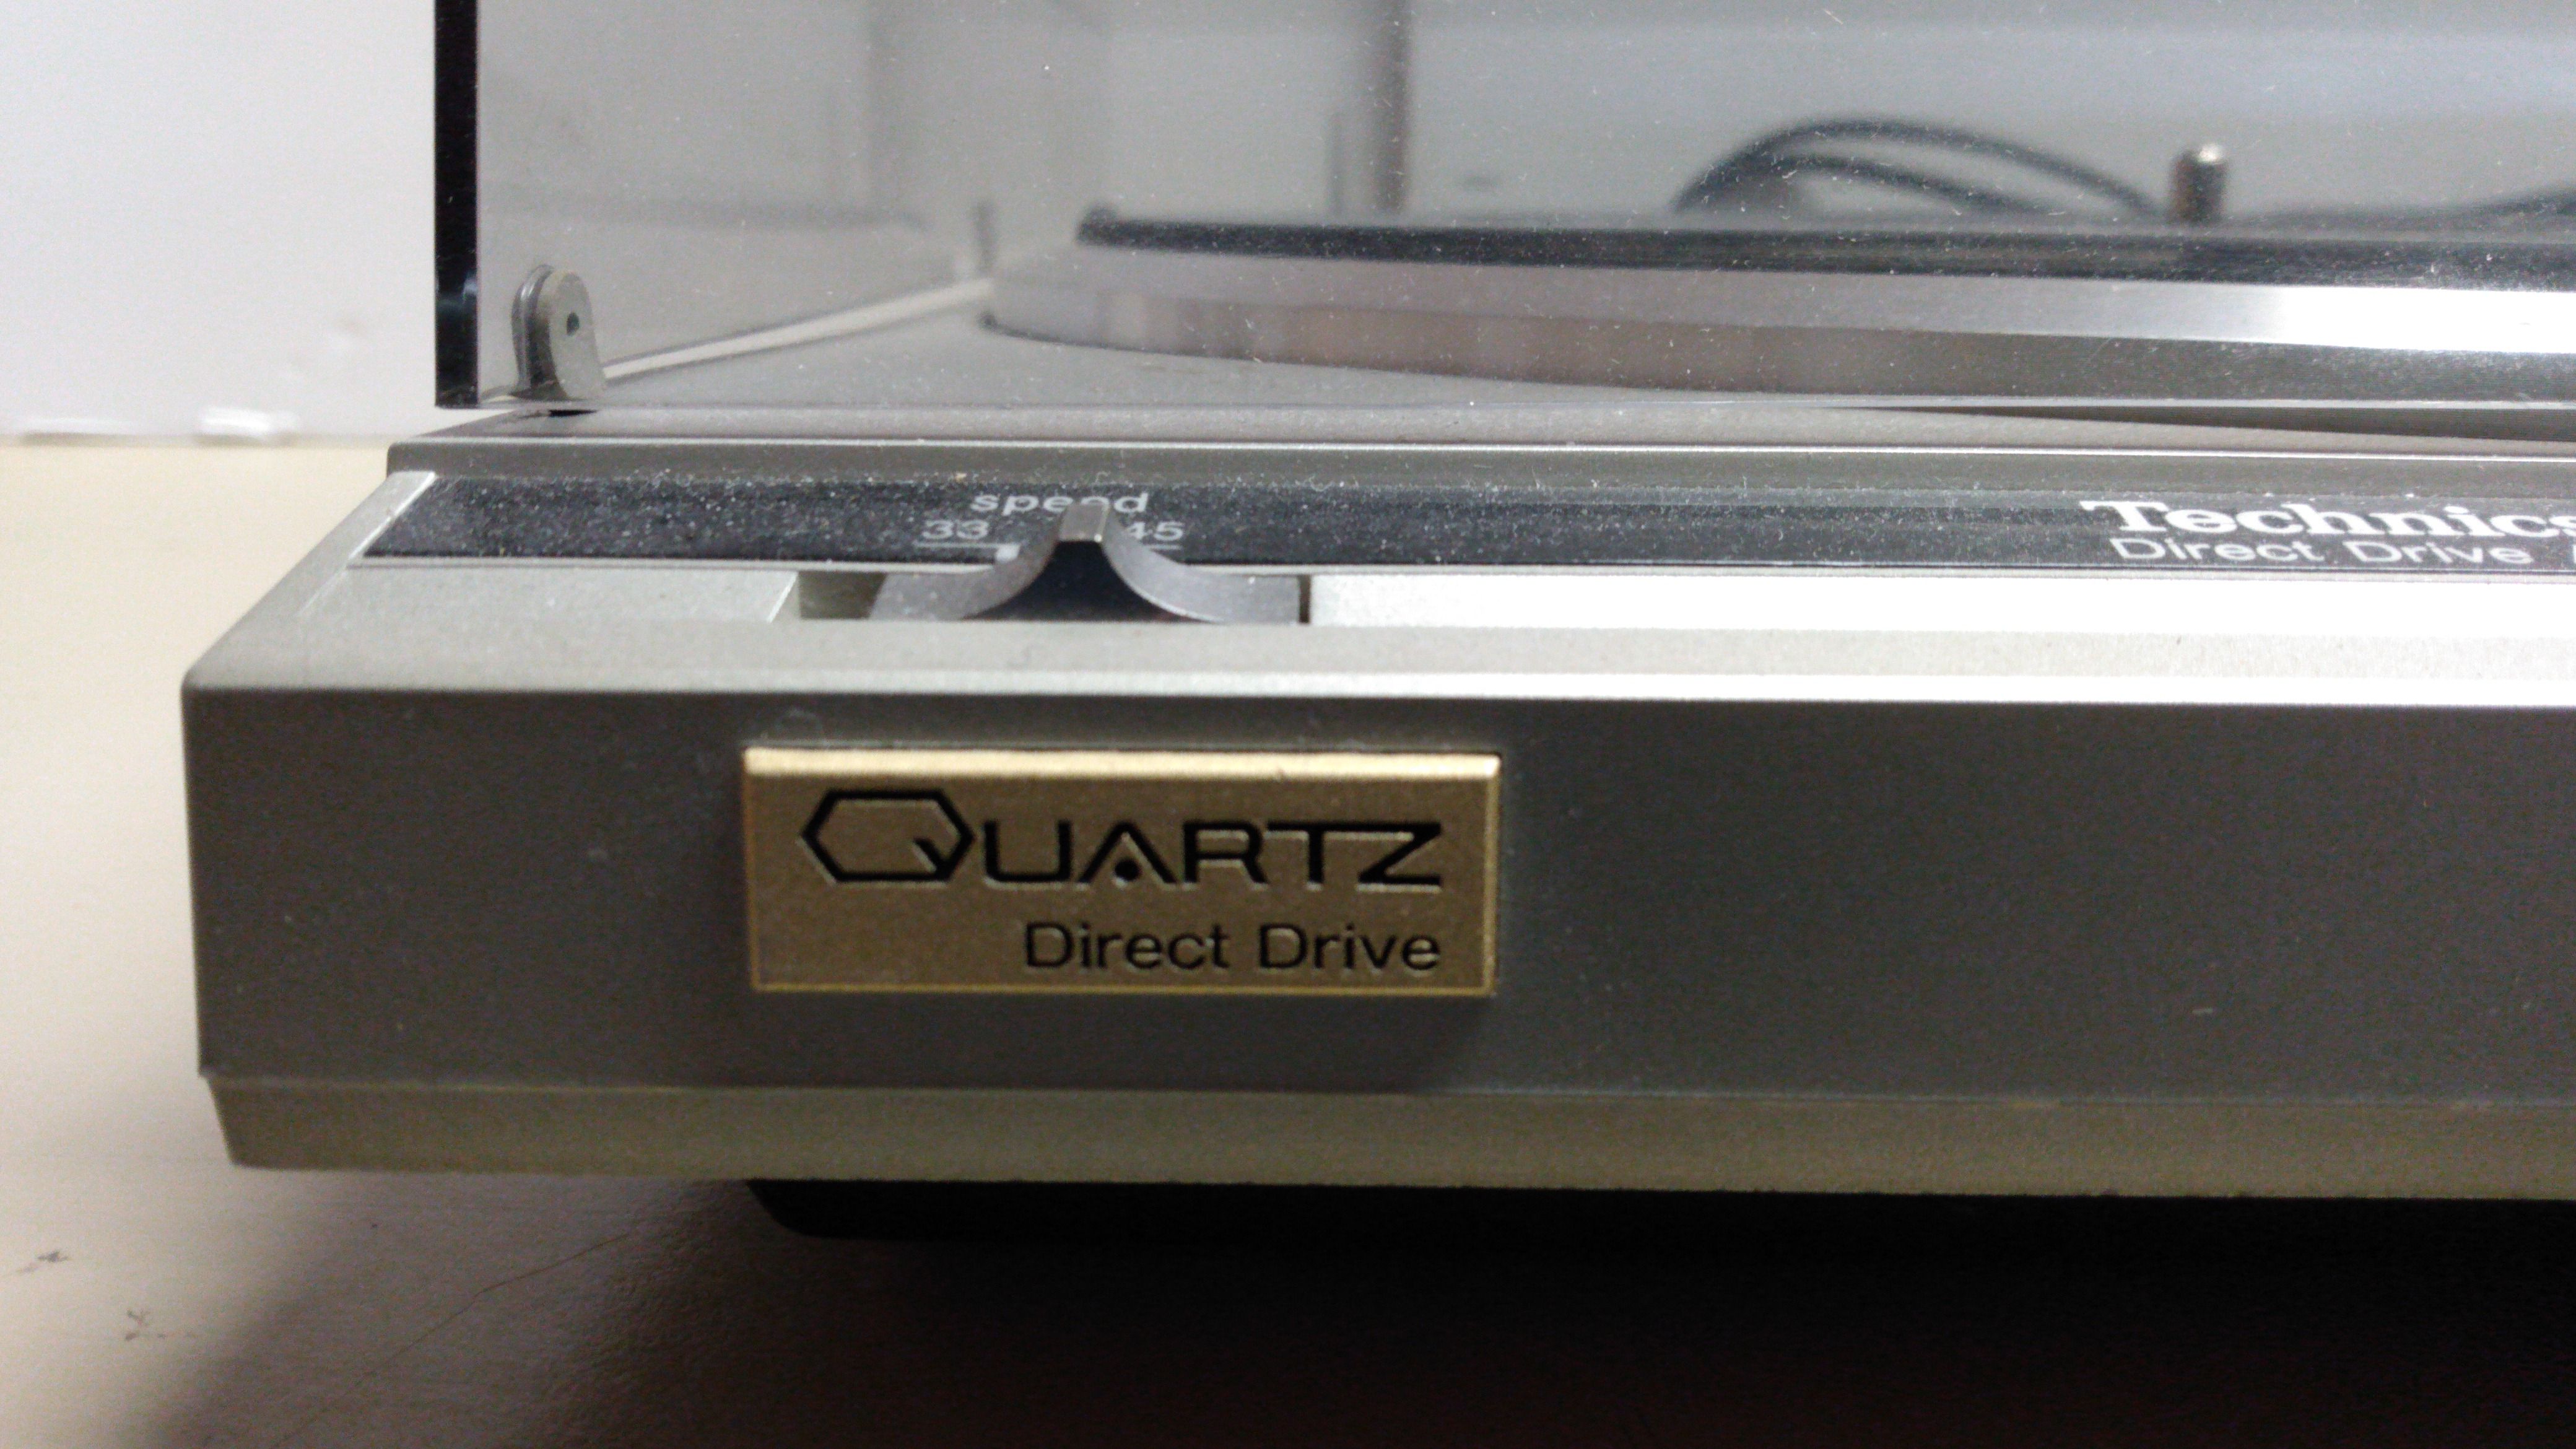 speed
33 45
Technics
Direct Drive
QUARTZ
Direct Drive